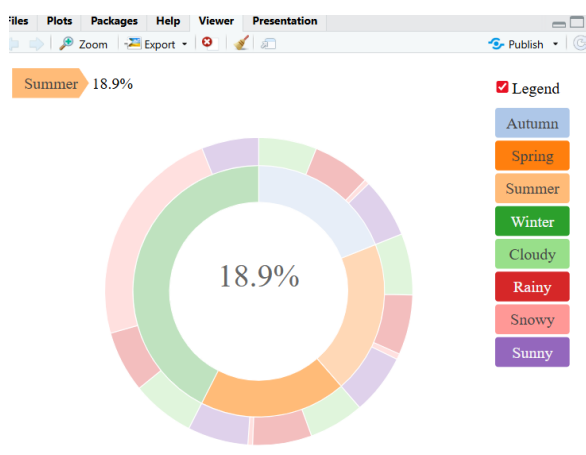 Files Plots Packages Help Viewer Presentation
Zoom Export Publish
Summer 18.9%
Legend
Autumn
Spring
Summer
Winter
Cloudy
Rainy
Snowy
Sunny
18.9%